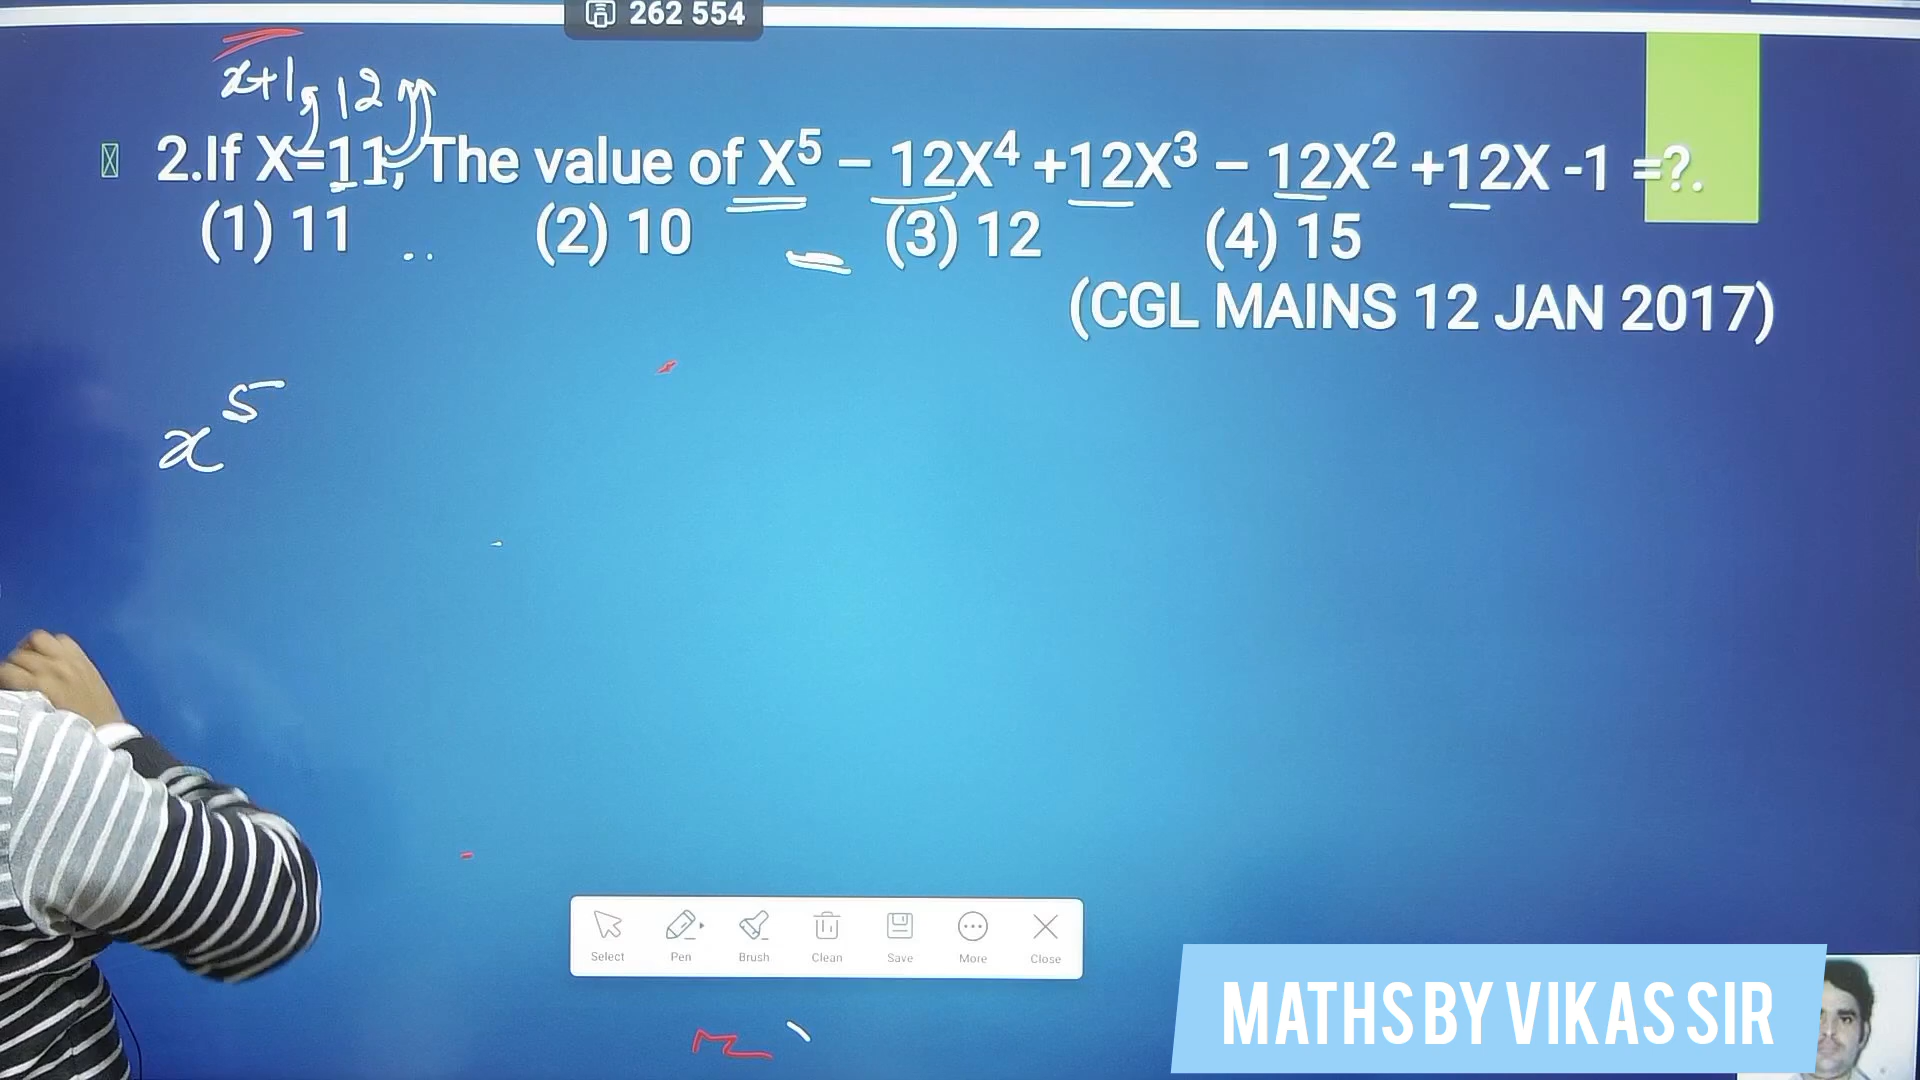 262 554
x+1 12
2.If X=11, The value of X⁵ – 12X⁴ +12X³ – 12X² +12X -1 =?.
(1) 11 (2) 10 (3) 12 (4) 15
(CGL MAINS 12 JAN 2017)
x⁵
Select Pen Brush Clean Save More Close
MATHS BY VIKAS SIR